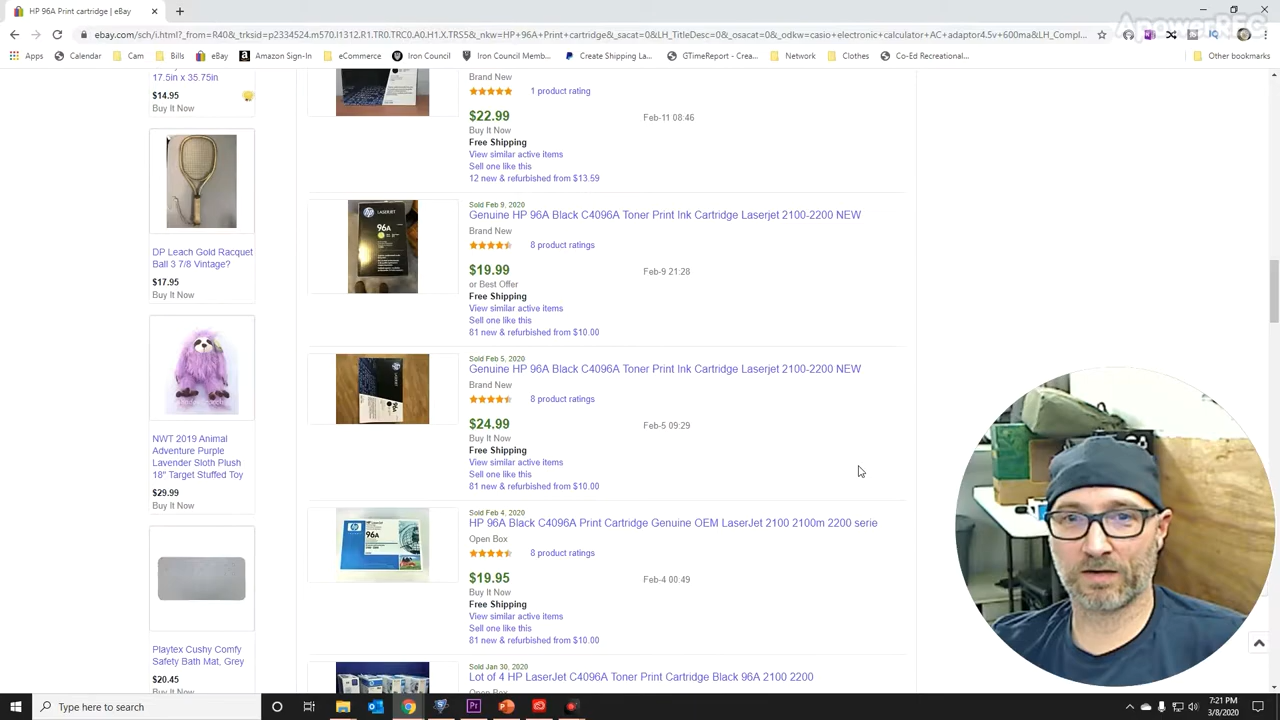 HP 96A Print cartridge | eBay
ApowerREC
ebay.com/sch/i.html?_from=R40&_trksid=p2334524.m570.l1312.R1.TR0.TRC0.A0.H1.XTRS5&_nkw=HP+96A+Print+cartridge&_sacat=0&LH_TitleDesc=0&_osacat=0&_odkw=casio+electronic+calculator+AC+adaptor4.5v+600ma&LH_Compl...
Apps Calendar Cam Bills eBay Amazon Sign-In eCommerce Iron Council Iron Council Memb... Create Shipping La... GTimeReport - Creat... Network Clothes Co-Ed Recreational... Other bookmarks
17.5in x 35.75in
$14.95
Buy It Now
DP Leach Gold Racquet
Ball 3 7/8 Vintage?
$17.95
Buy It Now
NWT 2019 Animal
Adventure Purple
Lavender Sloth Plush
18" Target Stuffed Toy
$29.99
Buy It Now
Playtex Cushy Comfy
Safety Bath Mat, Grey
$20.45
Buy It Now
Brand New
1 product rating
$22.99 Feb-11 08:46
Buy It Now
Free Shipping
View similar active items
Sell one like this
12 new & refurbished from $13.59
Sold Feb 9, 2020
Genuine HP 96A Black C4096A Toner Print Ink Cartridge Laserjet 2100-2200 NEW
Brand New
8 product ratings
$19.99 Feb-9 21:28
or Best Offer
Free Shipping
View similar active items
Sell one like this
81 new & refurbished from $10.00
LASERJET
96A
Sold Feb 5, 2020
Genuine HP 96A Black C4096A Toner Print Ink Cartridge Laserjet 2100-2200 NEW
Brand New
8 product ratings
$24.99 Feb-5 09:29
Buy It Now
Free Shipping
View similar active items
Sell one like this
81 new & refurbished from $10.00
96A
Sold Feb 4, 2020
HP 96A Black C4096A Print Cartridge Genuine OEM LaserJet 2100 2100m 2200 serie
Open Box
8 product ratings
$19.95 Feb-4 00:49
Buy It Now
Free Shipping
View similar active items
Sell one like this
81 new & refurbished from $10.00
96A
Sold Jan 30, 2020
Lot of 4 HP LaserJet C4096A Toner Print Cartridge Black 96A 2100 2200
Open Box
Type here to search
7:21 PM
3/8/2020